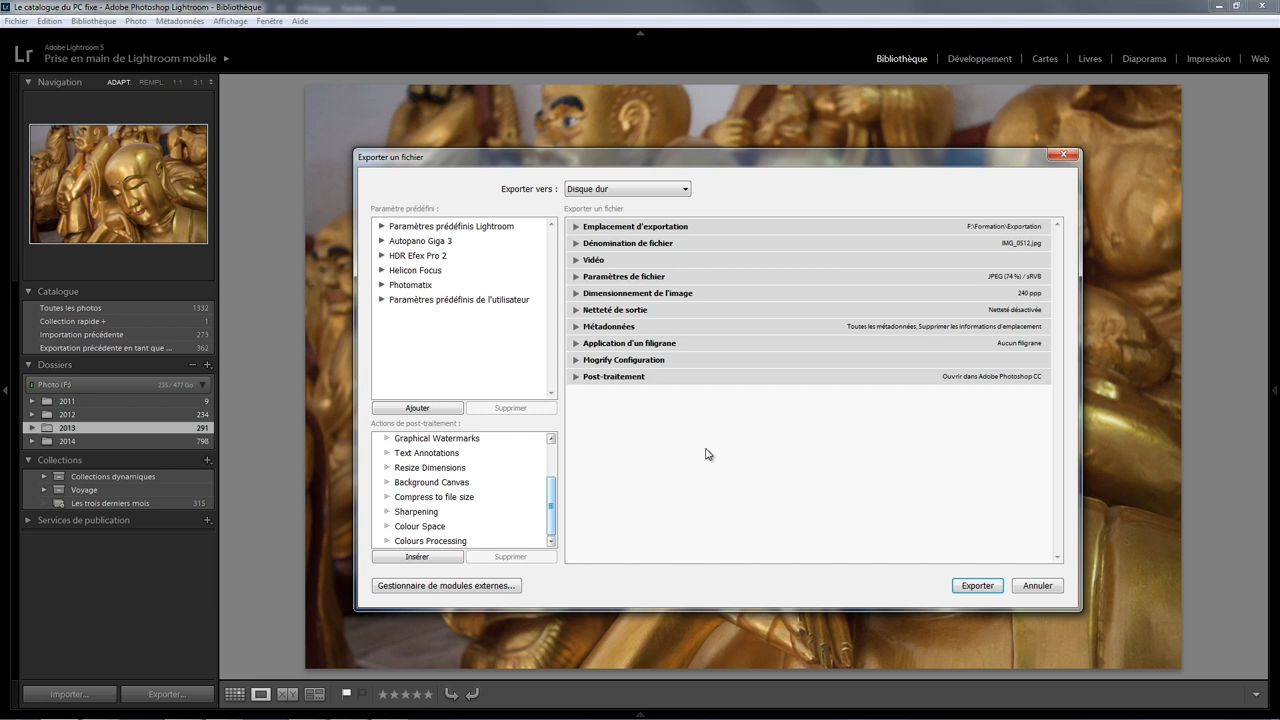 Le catalogue du PC fixe - Adobe Photoshop Lightroom - Bibliothèque
Fichier Edition Bibliothèque Photo Métadonnées Affichage Fenêtre Aide
Lr
Adobe Lightroom 5
Prise en main de Lightroom mobile
Bibliothèque Développement Cartes Livres Diaporama Impression Web
Navigation ADAPT. REMPL. 1:1 3:1
Catalogue
Toutes les photos 1332
Collection rapide + 1
Importation précédente 273
Exportation précédente en tant que ... 362
Dossiers
Photo (F:) 235 / 477 Go
2011 9
2012 234
2013 291
2014 798
Collections
Collections dynamiques
Voyage
Les trois derniers mois 315
Services de publication
Importer... Exporter...
Exporter un fichier
Exporter vers : Disque dur
Paramètre prédéfini :
Paramètres prédéfinis Lightroom
Autopano Giga 3
HDR Efex Pro 2
Helicon Focus
Photomatix
Paramètres prédéfinis de l'utilisateur
Ajouter Supprimer
Actions de post-traitement :
Graphical Watermarks
Text Annotations
Resize Dimensions
Background Canvas
Compress to file size
Sharpening
Colour Space
Colours Processing
Insérer Supprimer
Gestionnaire de modules externes...
Exporter un fichier
Emplacement d'exportation F:\Formation\Exportation
Dénomination de fichier IMG_0512.jpg
Vidéo
Paramètres de fichier JPEG (74 %) / sRVB
Dimensionnement de l'image 240 ppp
Netteté de sortie Netteté désactivée
Métadonnées Toutes les métadonnées. Supprimer les informations d'emplacement
Application d'un filigrane Aucun filigrane
Mogrify Configuration
Post-traitement Ouvrir dans Adobe Photoshop CC
Exporter Annuler
XY